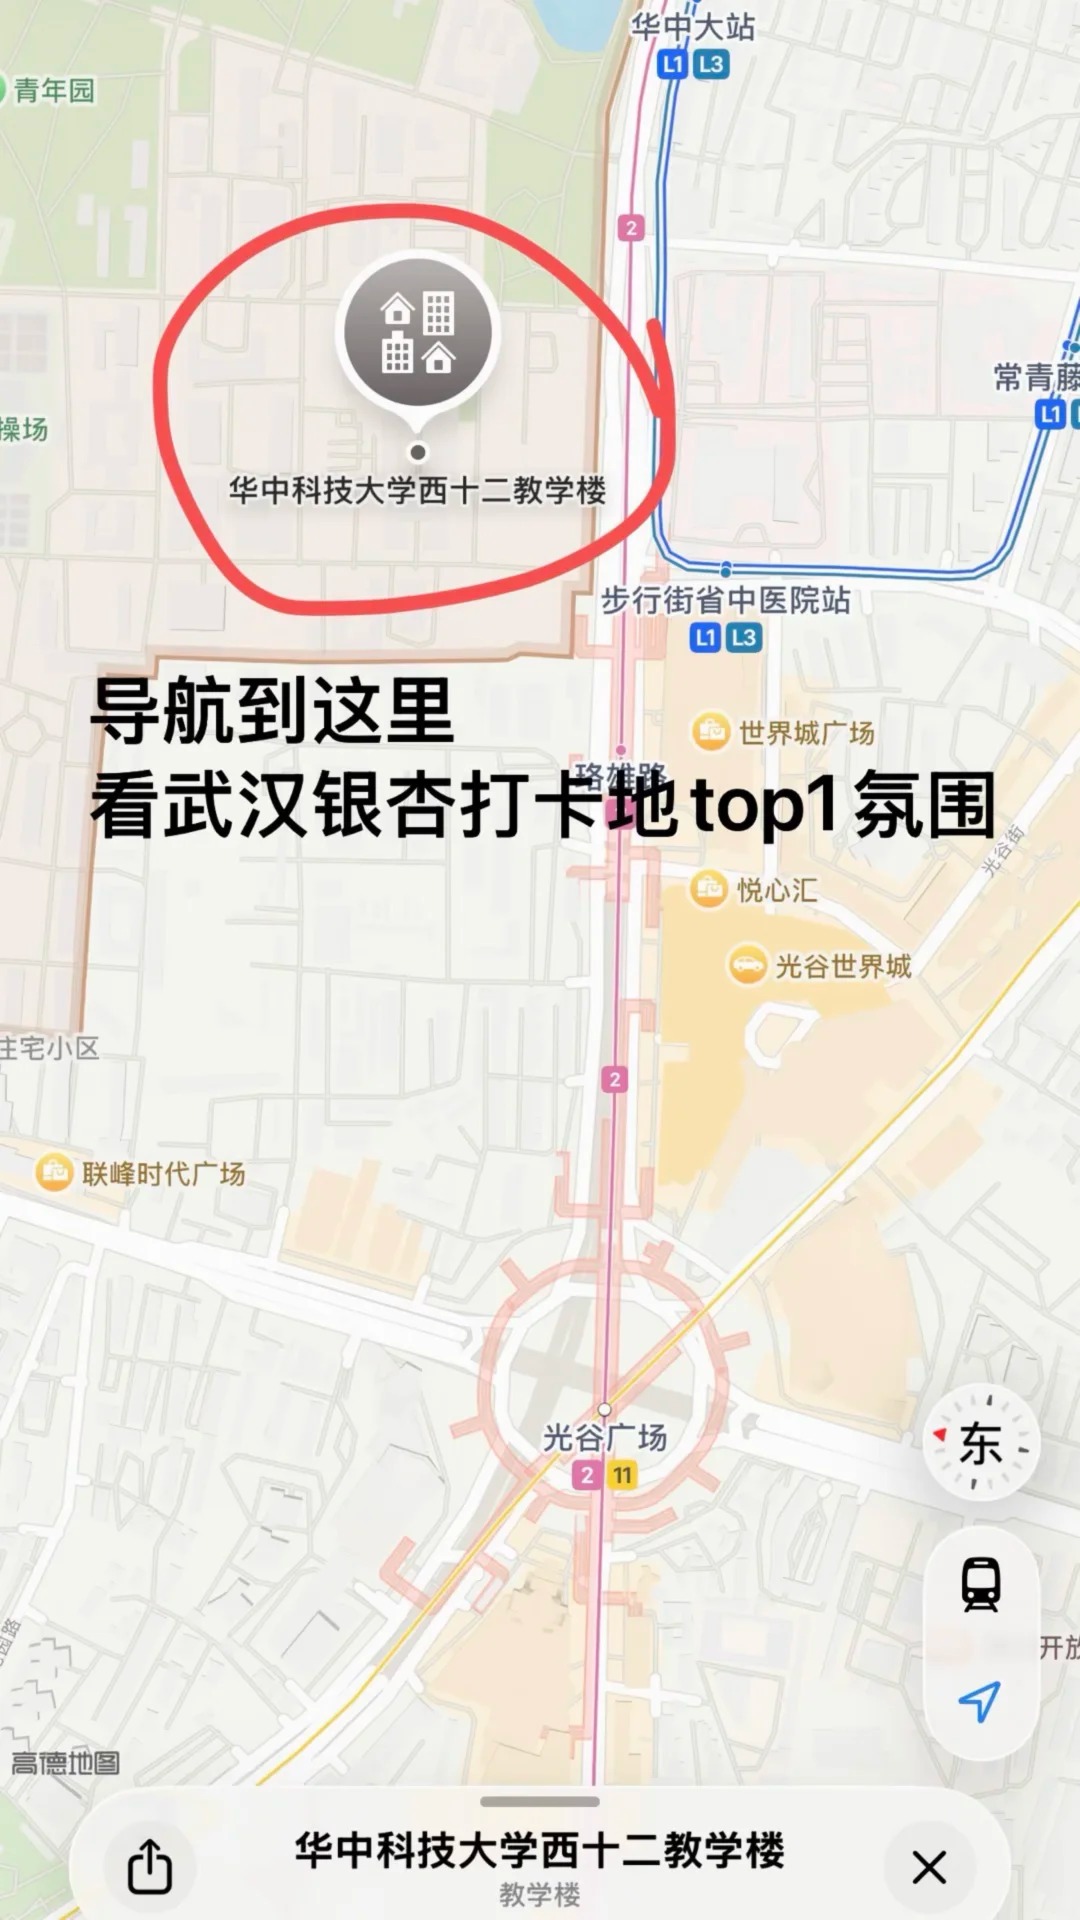 华中大站
L1 L3
青年园
2
常青藤
L1
操场
华中科技大学西十二教学楼
步行街省中医院站
L1 L3
导航到这里
世界城广场
珞雄路
看武汉银杏打卡地top1氛围
光谷街
悦心汇
光谷世界城
住宅小区
2
联峰时代广场
东
光谷广场
2 11
园路
开放
高德地图
华中科技大学西十二教学楼
教学楼